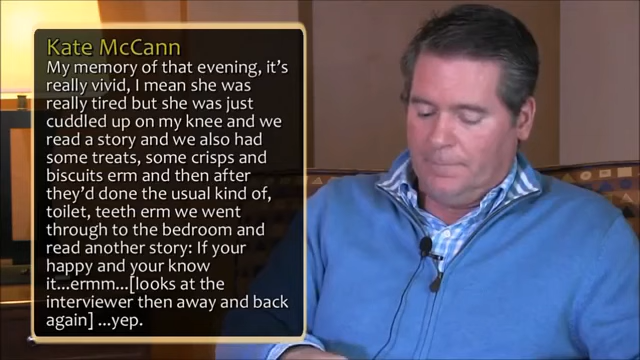 Kate McCann
My memory of that evening, it's
really vivid, I mean she was
really tired but she was just
cuddled up on my knee and we
read a story and we also had
some treats, some crisps and
biscuits erm and then after
they'd done the usual kind of,
toilet, teeth erm we went
through to the bedroom and
read another story: If your
happy and your know
it...ermm...[looks at the
interviewer then away and back
again] ...yep.